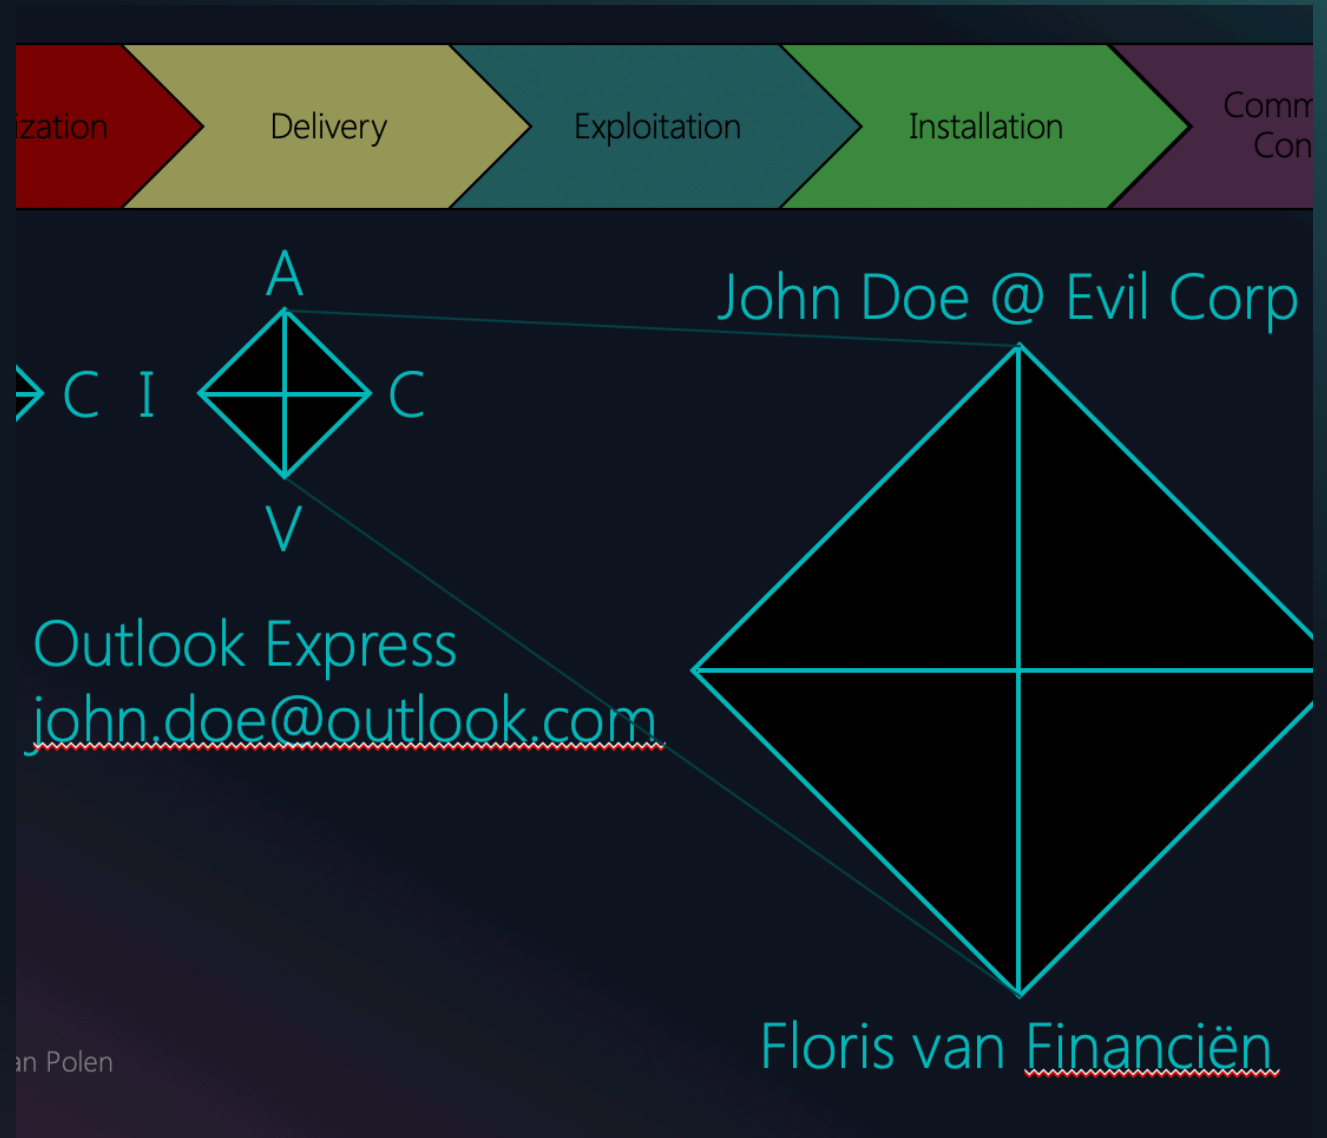 ization
Delivery
Exploitation
Installation
Comm
Con
A
C
I
C
V
John Doe @ Evil Corp
Outlook Express
john.doe@outlook.com
Floris van Financiën
an Polen